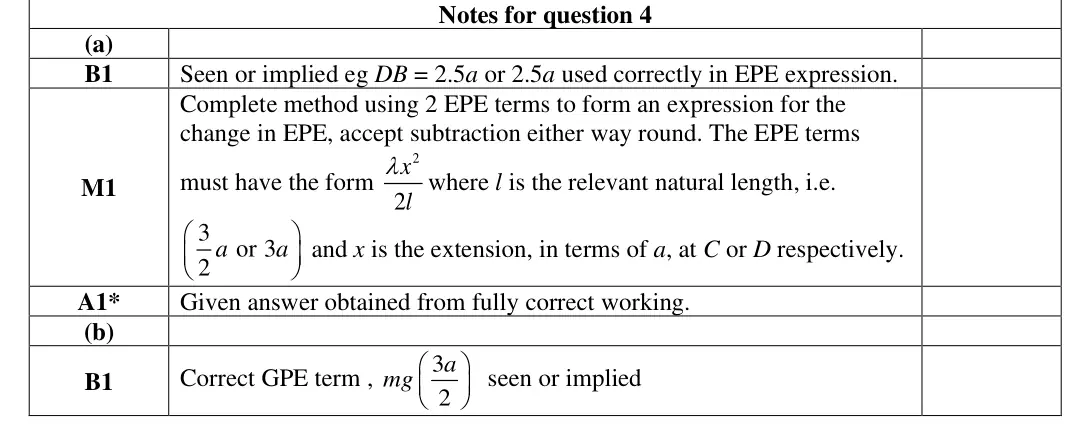 Notes for question 4
(a)
B1 Seen or implied eg DB = 2.5a or 2.5a used correctly in EPE expression.
M1 Complete method using 2 EPE terms to form an expression for the
change in EPE, accept subtraction either way round. The EPE terms
must have the form λx²/2l where l is the relevant natural length, i.e.
(3/2 a or 3a) and x is the extension, in terms of a, at C or D respectively.
A1* Given answer obtained from fully correct working.
(b)
B1 Correct GPE term , mg(3a/2) seen or implied